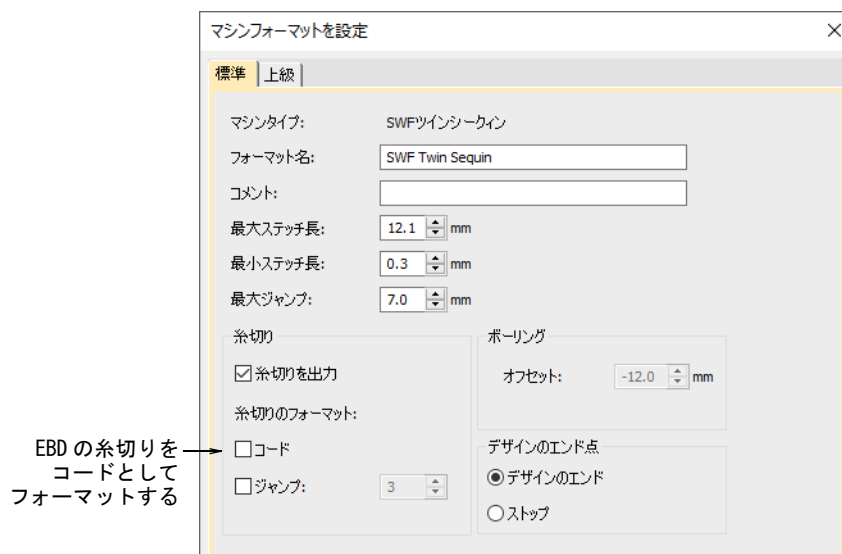 マシンフォーマットを設定
標準
上級
マシンタイプ: SWFツインシークィン
フォーマット名: SWF Twin Sequin
コメント:
最大ステッチ長: 12.1 mm
最小ステッチ長: 0.3 mm
最大ジャンプ: 7.0 mm
糸切り
糸切りを出力
糸切りのフォーマット:
コード
ジャンプ: 3
ボーリング
オフセット: -12.0 mm
デザインのエンド点
デザインのエンド
ストップ
EBD の糸切りを
コードとして
フォーマットする